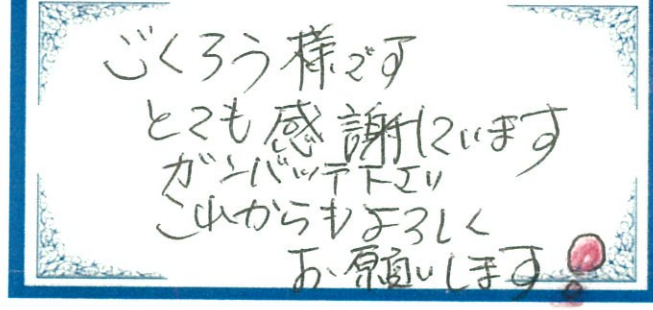 ごくろう様です
とても感謝しています
ガンバッテ下さい
これからもよろしく
お願いします